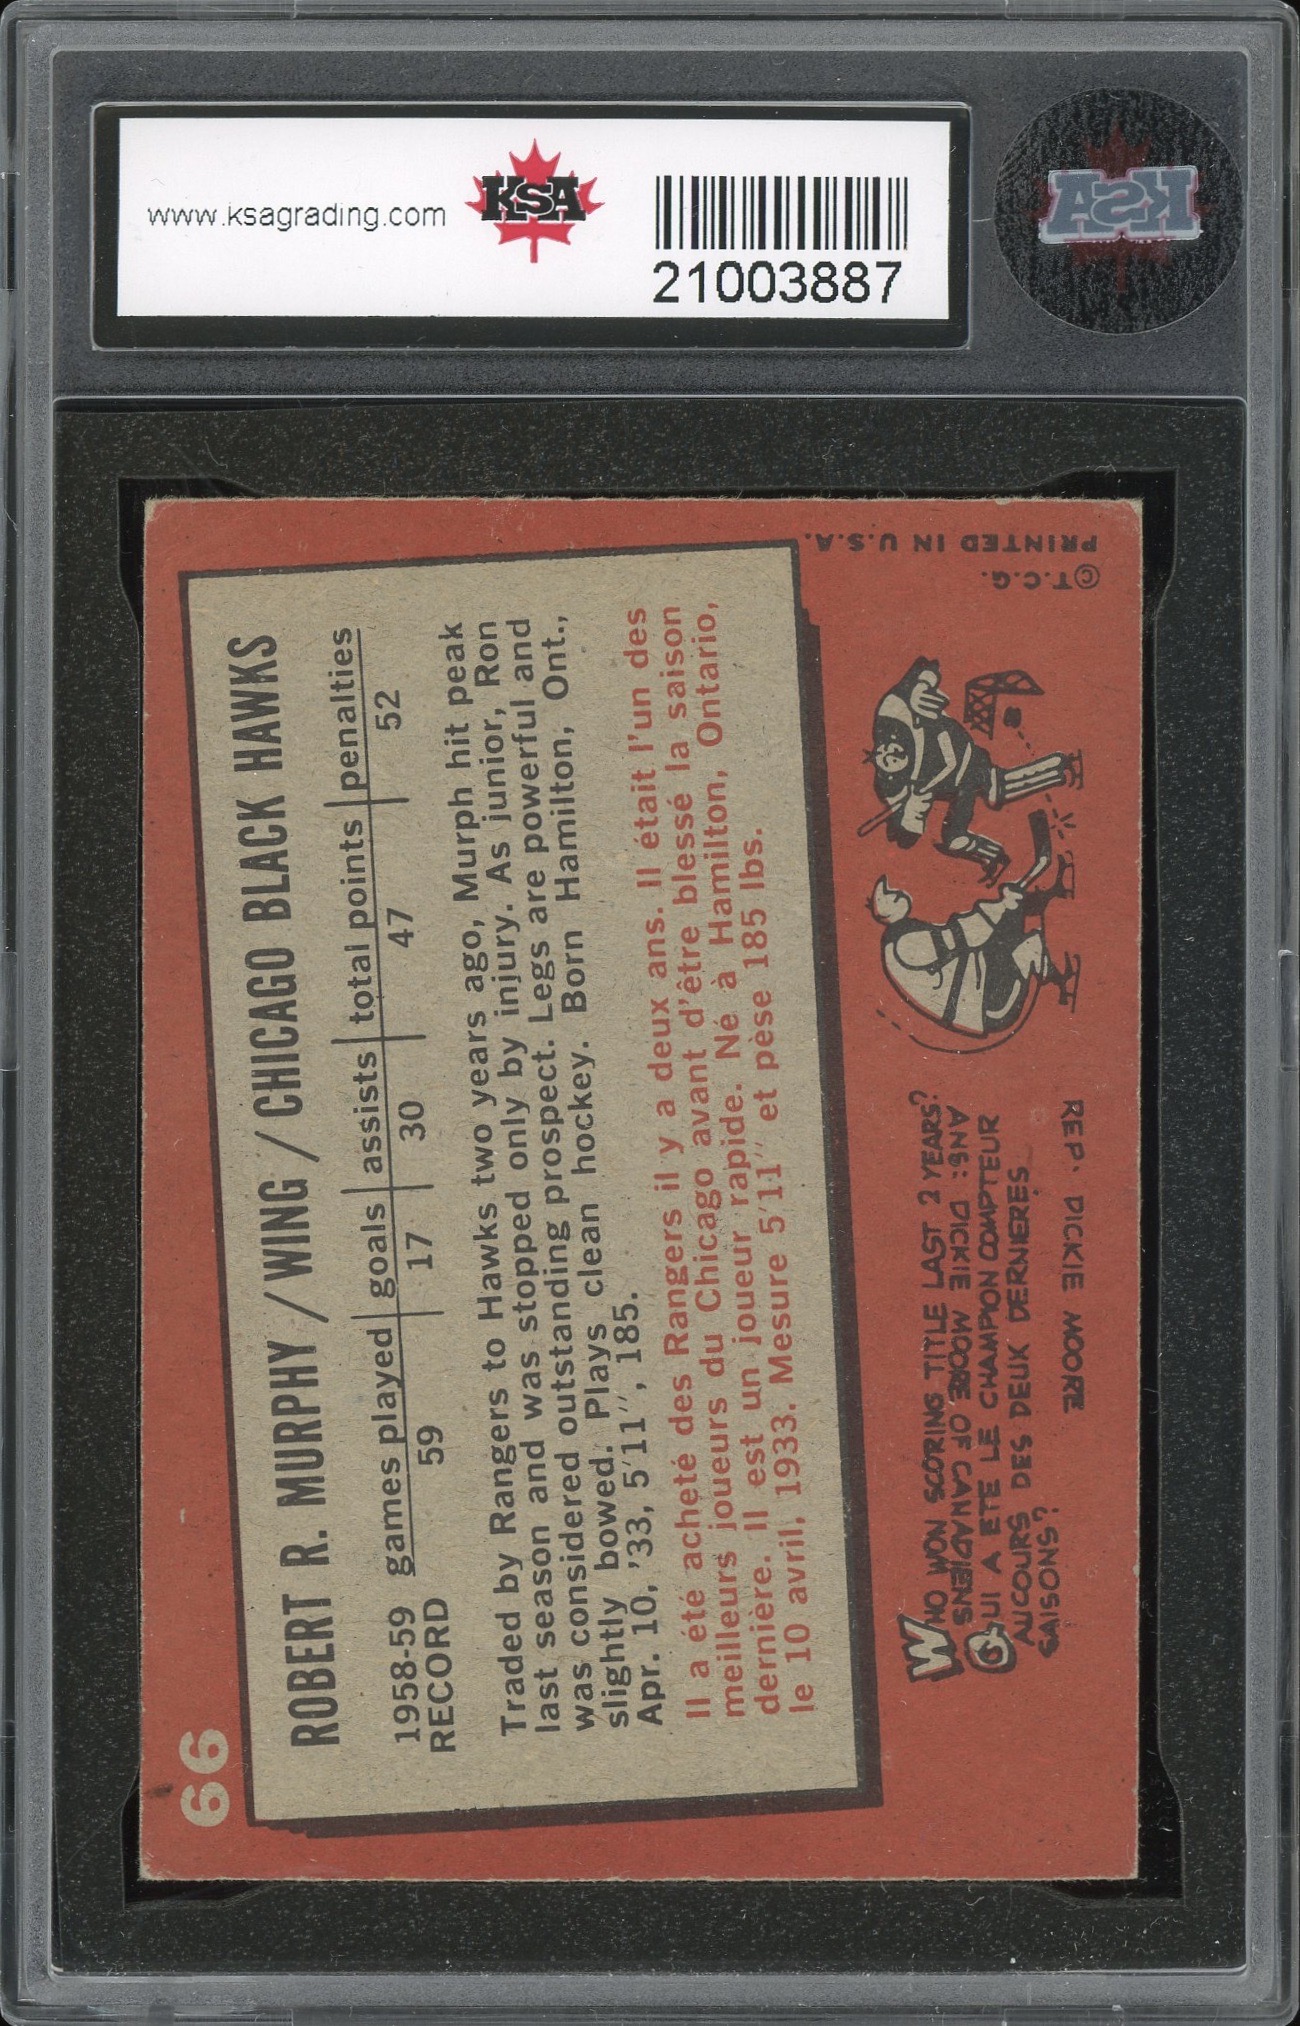 www.ksagrading.com
KSA
21003887
KSA
66
ROBERT R. MURPHY / WING / CHICAGO BLACK HAWKS
1958-59 RECORD
games played goals assists total points penalties
59 17 30 47 52
Traded by Rangers to Hawks two years ago, Murph hit peak
last season and was stopped only by injury. As junior, Ron
was considered outstanding prospect. Legs are powerful and
slightly bowed. Plays clean hockey. Born Hamilton, Ont.,
Apr. 10, '33, 5'11", 185.
Il a été acheté des Rangers il y a deux ans. Il était l'un des
meilleurs joueurs du Chicago avant d'être blessé la saison
dernière. Il est un joueur rapide. Né à Hamilton, Ontario,
le 10 avril, 1933. Mesure 5'11" et pèse 185 lbs.
WHO WON SCORING TITLE LAST 2 YEARS?
ANS: DICKIE MOORE OF CANADIENS
QUI A ETE LE CHAMPION COMPTEUR
AUCOURS DES DEUX DERNIERES
SAISONS?
REP. DICKIE MOORE
©T.C.G.
PRINTED IN U.S.A.